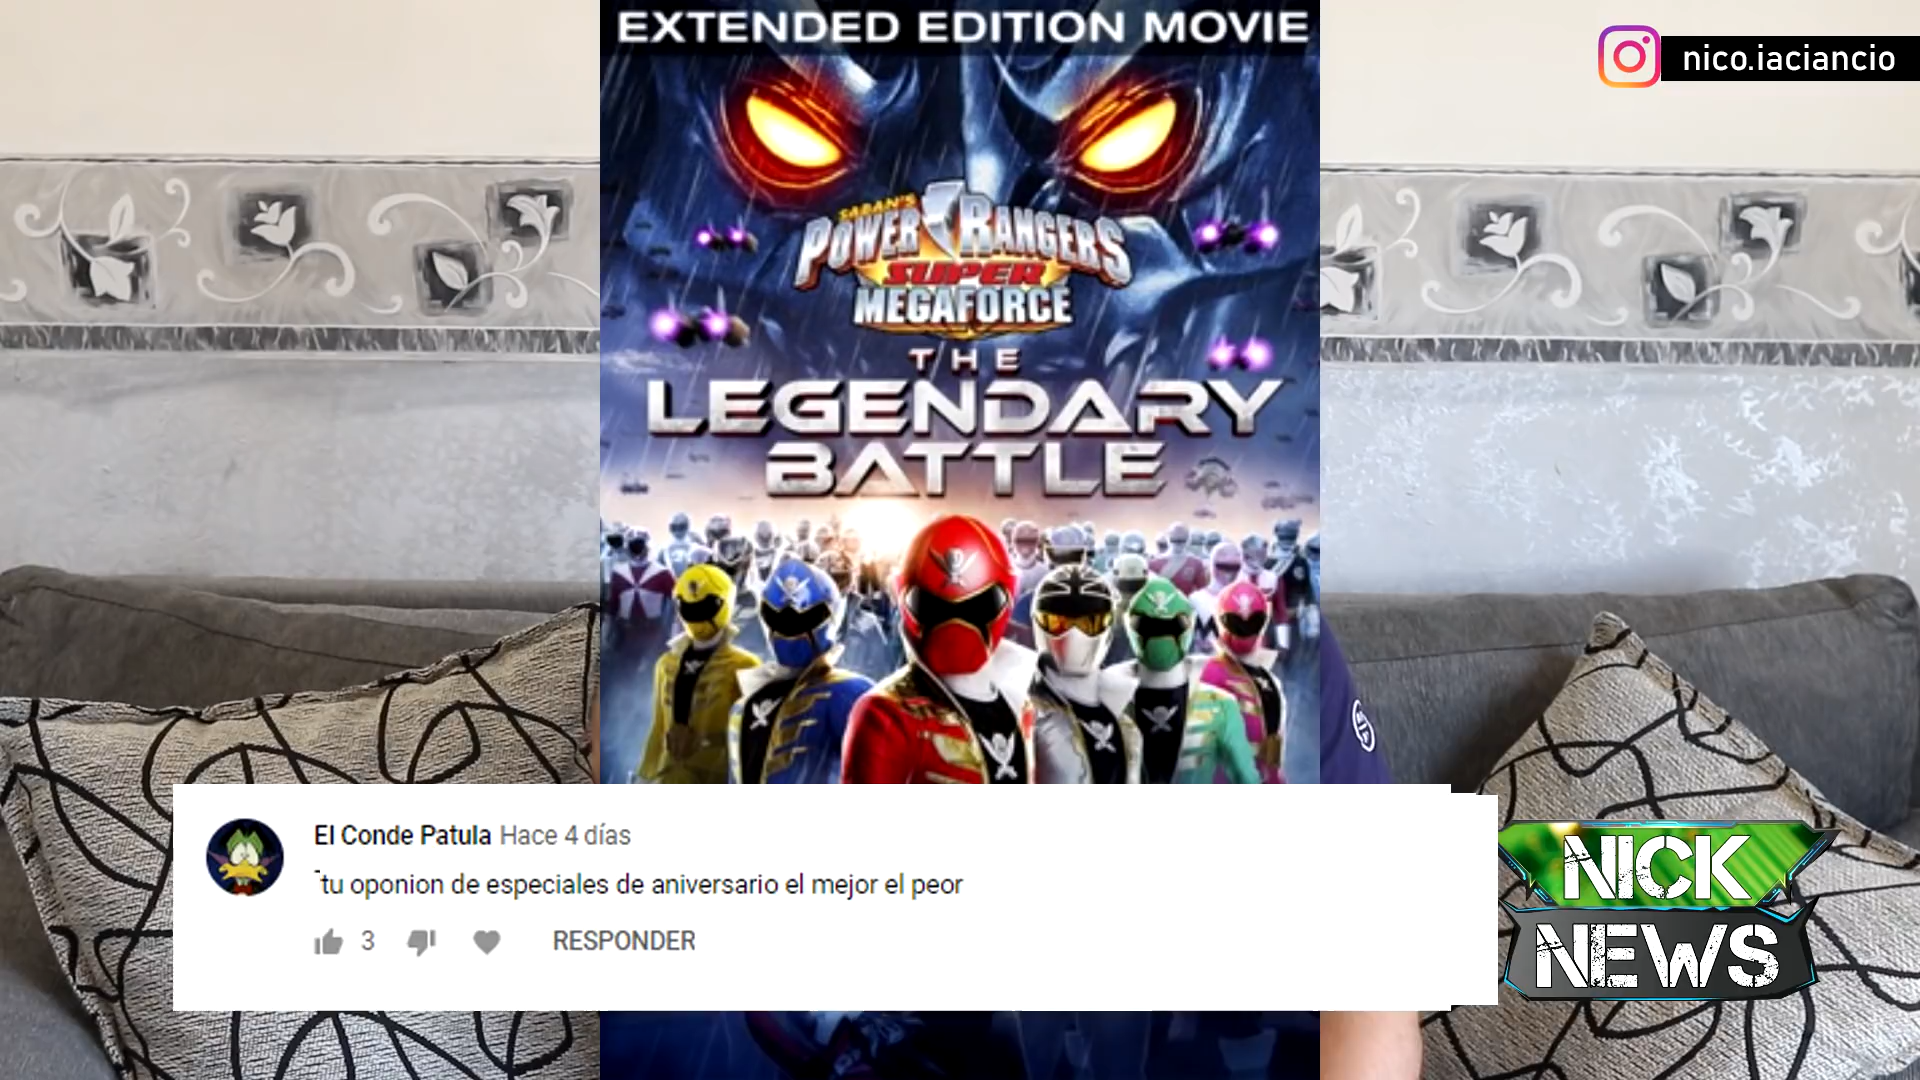 EXTENDED EDITION MOVIE
nico.iaciancio
SABAN'S
POWER RANGERS
SUPER
MEGAFORCE
THE
LEGENDARY
BATTLE
El Conde Patula Hace 4 días
tu oponion de especiales de aniversario el mejor el peor
3 RESPONDER
NICK
NEWS